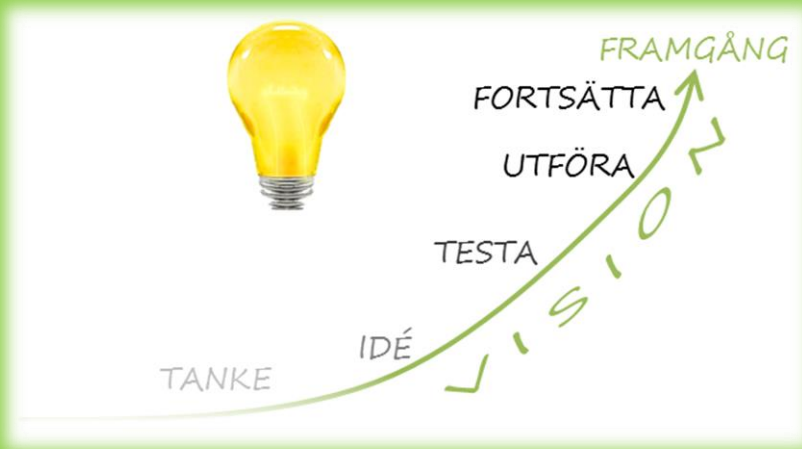 FRAMGÅNG
FORTSÄTTA
UTFÖRA
TESTA
IDÉ
TANKE
VISION